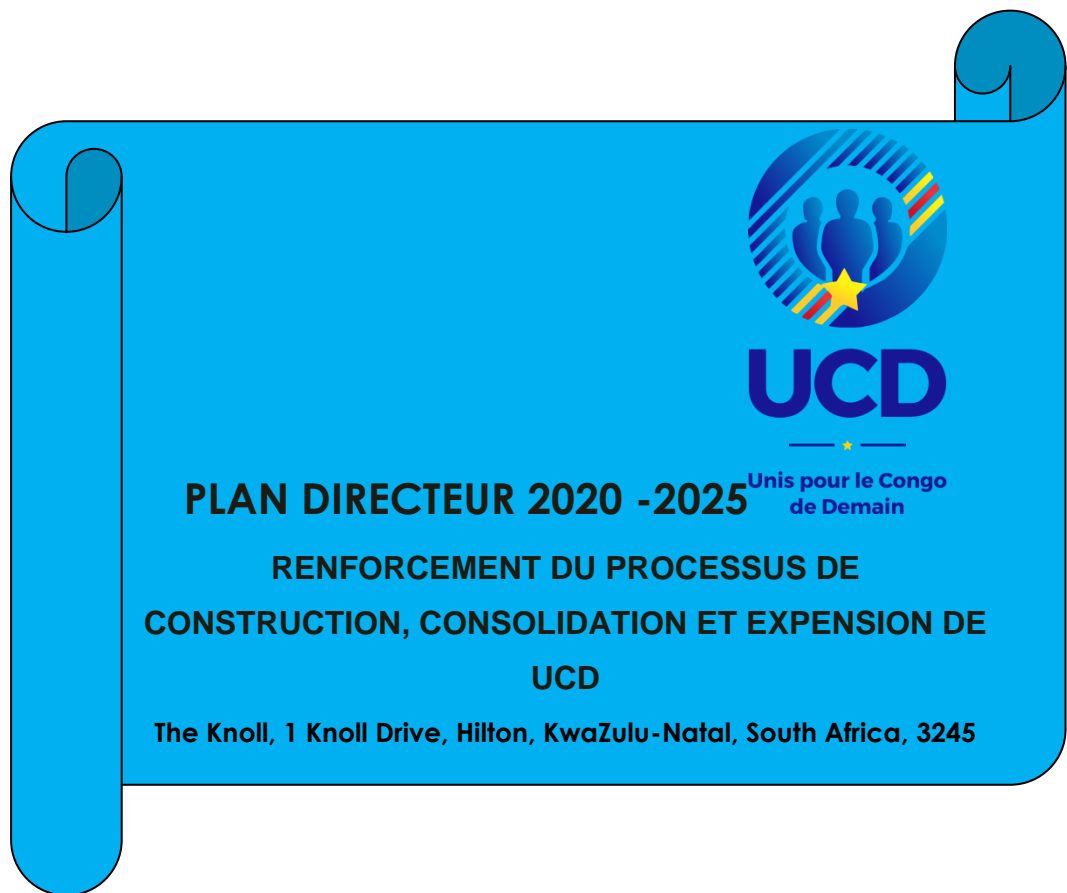 UCD
Unis pour le Congo
de Demain
PLAN DIRECTEUR 2020 -2025
RENFORCEMENT DU PROCESSUS DE
CONSTRUCTION, CONSOLIDATION ET EXPENSION DE
UCD
The Knoll, 1 Knoll Drive, Hilton, KwaZulu-Natal, South Africa, 3245